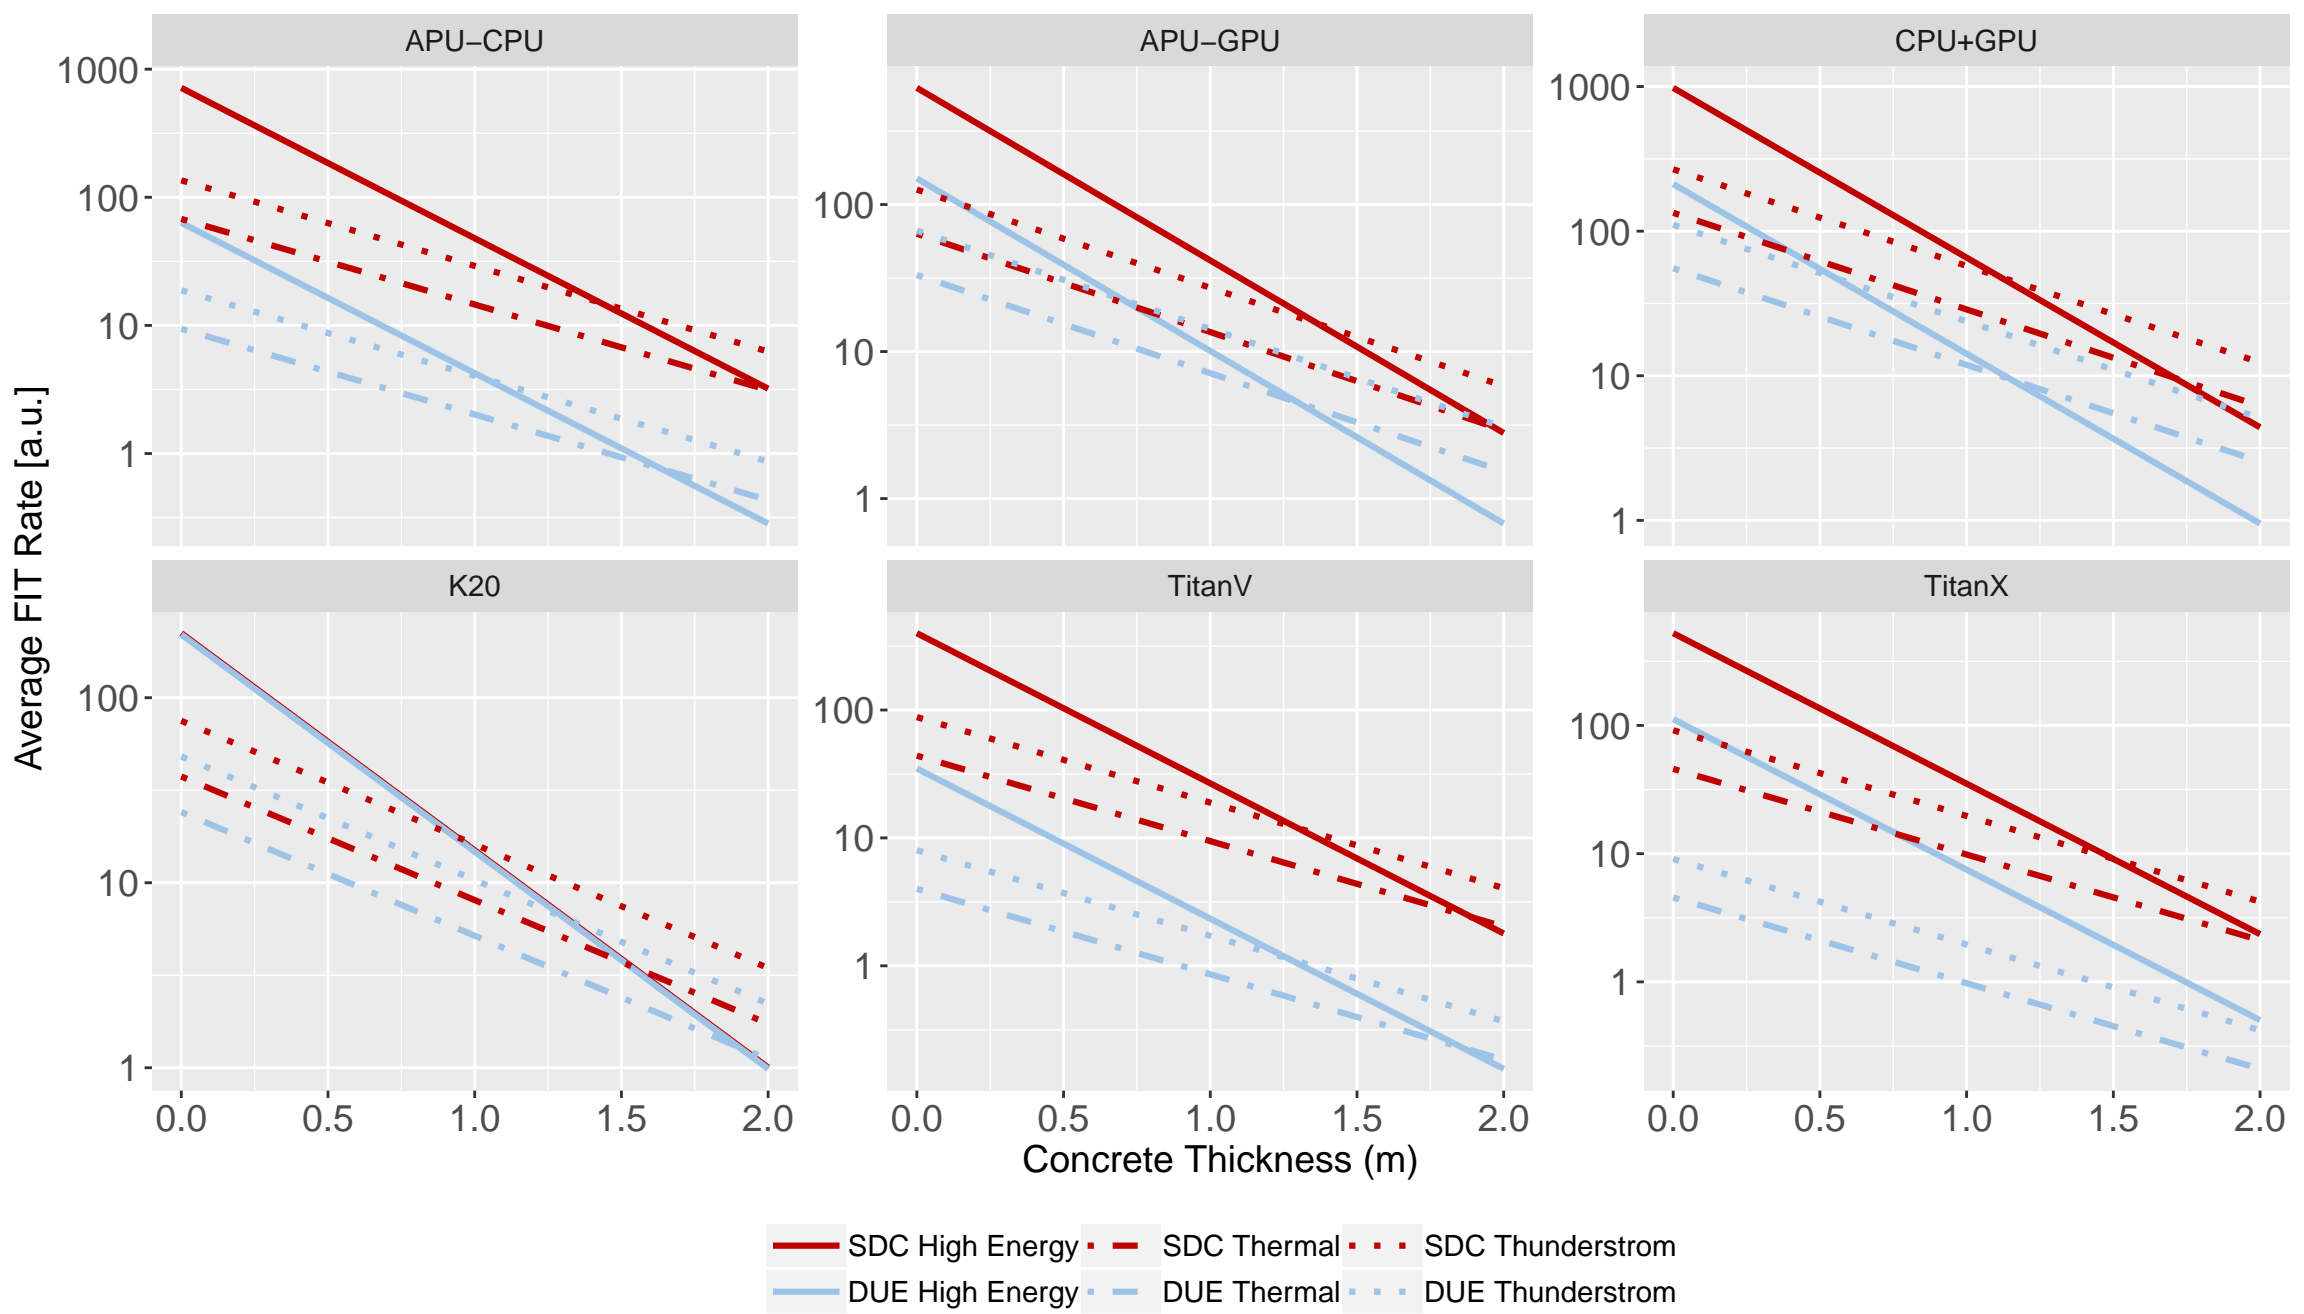 APU−CPU
APU−GPU
CPU+GPU
1000
100
10
1
100
10
1
1000
100
10
1
Average FIT Rate [a.u.]
K20
TitanV
TitanX
100
10
1
100
10
1
100
10
1
0.0 0.5 1.0 1.5 2.0
0.0 0.5 1.0 1.5 2.0
0.0 0.5 1.0 1.5 2.0
Concrete Thickness (m)
SDC High Energy SDC Thermal SDC Thunderstrom
DUE High Energy DUE Thermal DUE Thunderstrom